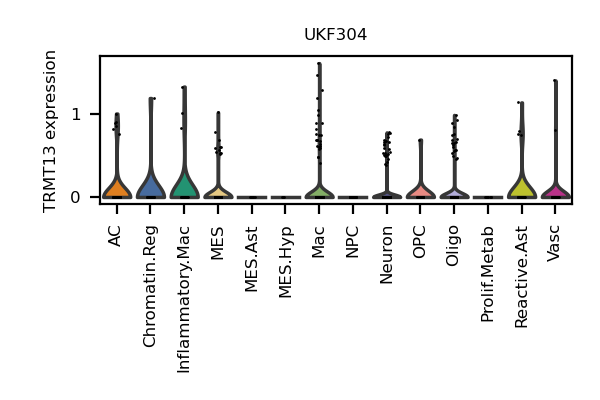 UKF304
TRMT13 expression
1
0
AC
Chromatin.Reg
Inflammatory.Mac
MES
MES.Ast
MES.Hyp
Mac
NPC
Neuron
OPC
Oligo
Prolif.Metab
Reactive.Ast
Vasc